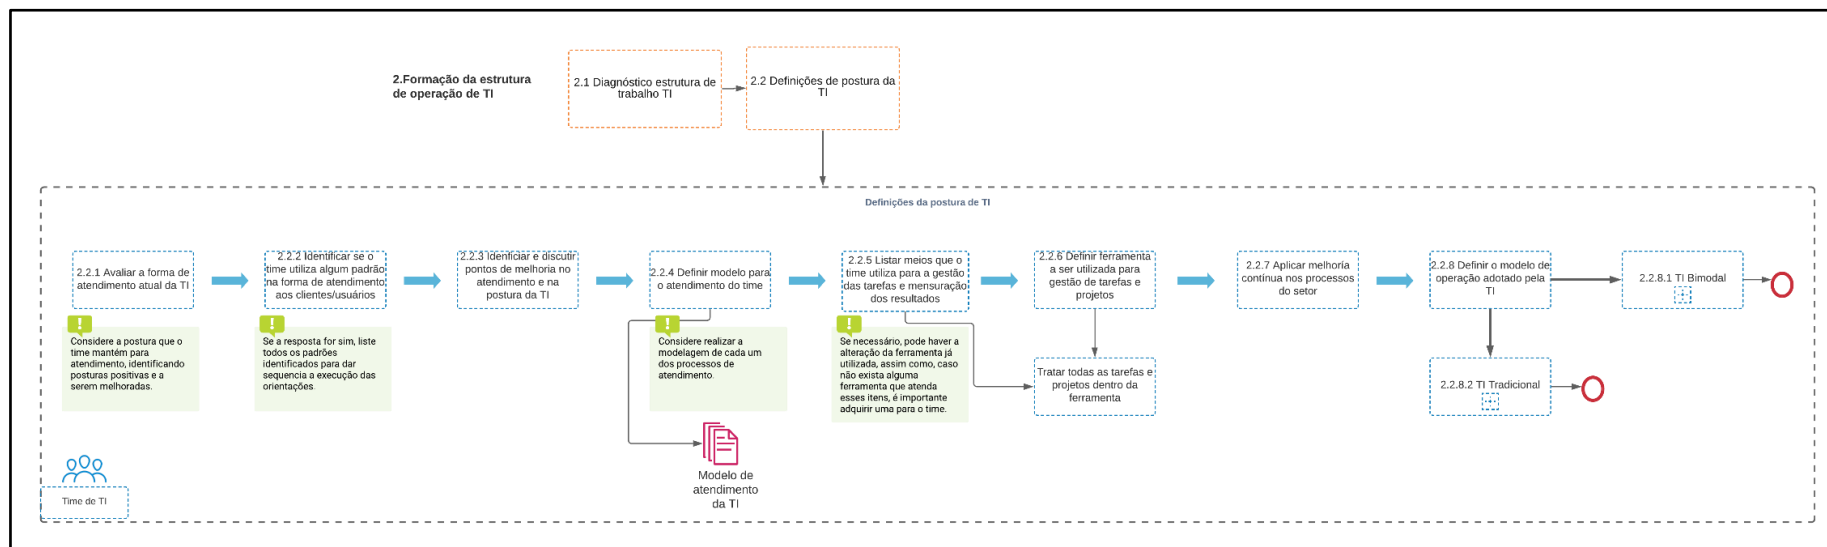 2.Formação da estrutura
de operação de TI
2.1 Diagnóstico estrutura de
trabalho TI
2.2 Definições de postura da
TI
Definições da postura de TI
2.2.1 Avaliar a forma de
atendimento atual da TI
2.2.2 Identificar se o
time utiliza algum padrão
na forma de atendimento
aos clientes/usuários
2.2.3 Idenficiar e discutir
pontos de melhoria no
atendimento e na
postura da TI
2.2.4 Definir modelo para
o atendimento do time
2.2.5 Listar meios que o
time utiliza para a gestão
das tarefas e mensuração
dos resultados
2.2.6 Definir ferramenta
a ser utilizada para
gestão de tarefas e
projetos
2.2.7 Aplicar melhoría
contínua nos processos
do setor
2.2.8 Definir o modelo de
operação adotado pela
TI
2.2.8.1 TI Bimodal
Considere a postura que o
time mantém para
atendimento, identificando
posturas positivas e a
serem melhoradas.
Se a resposta for sim, liste
todos os padrões
identificados para dar
sequencia a execução das
orientações.
Considere realizar a
modelagem de cada um
dos processos de
atendimento.
Se necessário, pode haver a
alteração da ferramenta já
utilizada, assim como, caso
não exista alguma
ferramenta que atenda
esses itens, é importante
adquirir uma para o time.
Tratar todas as tarefas e
projetos dentro da
ferramenta
2.2.8.2 TI Tradicional
Modelo de
atendimento
da TI
Time de TI